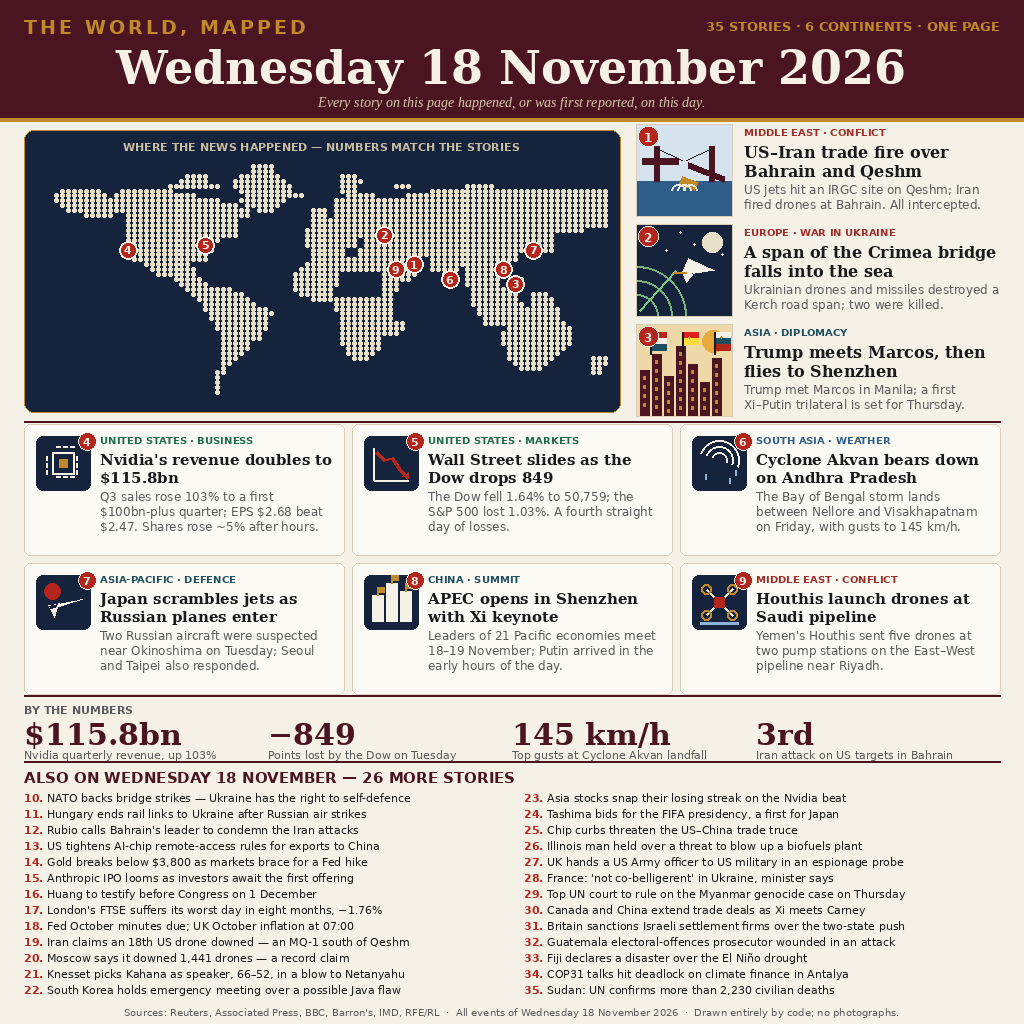 THE WORLD, MAPPED
35 STORIES · 6 CONTINENTS · ONE PAGE
Wednesday 18 November 2026
Every story on this page happened, or was first reported, on this day.
WHERE THE NEWS HAPPENED — NUMBERS MATCH THE STORIES
4
5
2
9
1
6
7
8
3
1
MIDDLE EAST · CONFLICT
US–Iran trade fire over
Bahrain and Qeshm
US jets hit an IRGC site on Qeshm; Iran
fired drones at Bahrain. All intercepted.
2
EUROPE · WAR IN UKRAINE
A span of the Crimea bridge
falls into the sea
Ukrainian drones and missiles destroyed a
Kerch road span; two were killed.
3
ASIA · DIPLOMACY
Trump meets Marcos, then
flies to Shenzhen
Trump met Marcos in Manila; a first
Xi–Putin trilateral is set for Thursday.
4
UNITED STATES · BUSINESS
Nvidia's revenue doubles to
$115.8bn
Q3 sales rose 103% to a first
$100bn-plus quarter; EPS $2.68 beat
$2.47. Shares rose ~5% after hours.
5
UNITED STATES · MARKETS
Wall Street slides as the
Dow drops 849
The Dow fell 1.64% to 50,759; the
S&P 500 lost 1.03%. A fourth straight
day of losses.
6
SOUTH ASIA · WEATHER
Cyclone Akvan bears down
on Andhra Pradesh
The Bay of Bengal storm lands
between Nellore and Visakhapatnam
on Friday, with gusts to 145 km/h.
7
ASIA-PACIFIC · DEFENCE
Japan scrambles jets as
Russian planes enter
Two Russian aircraft were suspected
near Okinoshima on Tuesday; Seoul
and Taipei also responded.
8
CHINA · SUMMIT
APEC opens in Shenzhen
with Xi keynote
Leaders of 21 Pacific economies meet
18–19 November; Putin arrived in the
early hours of the day.
9
MIDDLE EAST · CONFLICT
Houthis launch drones at
Saudi pipeline
Yemen's Houthis sent five drones at
two pump stations on the East–West
pipeline near Riyadh.
BY THE NUMBERS
$115.8bn
Nvidia quarterly revenue, up 103%
−849
Points lost by the Dow on Tuesday
145 km/h
Top gusts at Cyclone Akvan landfall
3rd
Iran attack on US targets in Bahrain
ALSO ON WEDNESDAY 18 NOVEMBER — 26 MORE STORIES
10. NATO backs bridge strikes — Ukraine has the right to self-defence
11. Hungary ends rail links to Ukraine after Russian air strikes
12. Rubio calls Bahrain's leader to condemn the Iran attacks
13. US tightens AI-chip remote-access rules for exports to China
14. Gold breaks below $3,800 as markets brace for a Fed hike
15. Anthropic IPO looms as investors await the first offering
16. Huang to testify before Congress on 1 December
17. London's FTSE suffers its worst day in eight months, −1.76%
18. Fed October minutes due; UK October inflation at 07:00
19. Iran claims an 18th US drone downed — an MQ-1 south of Qeshm
20. Moscow says it downed 1,441 drones — a record claim
21. Knesset picks Kahana as speaker, 66–52, in a blow to Netanyahu
22. South Korea holds emergency meeting over a possible Java flaw
23. Asia stocks snap their losing streak on the Nvidia beat
24. Tashima bids for the FIFA presidency, a first for Japan
25. Chip curbs threaten the US–China trade truce
26. Illinois man held over a threat to blow up a biofuels plant
27. UK hands a US Army officer to US military in an espionage probe
28. France: 'not co-belligerent' in Ukraine, minister says
29. Top UN court to rule on the Myanmar genocide case on Thursday
30. Canada and China extend trade deals as Xi meets Carney
31. Britain sanctions Israeli settlement firms over the two-state push
32. Guatemala electoral-offences prosecutor wounded in an attack
33. Fiji declares a disaster over the El Niño drought
34. COP31 talks hit deadlock on climate finance in Antalya
35. Sudan: UN confirms more than 2,230 civilian deaths
Sources: Reuters, Associated Press, BBC, Barron's, IMD, RFE/RL · All events of Wednesday 18 November 2026 · Drawn entirely by code; no photographs.